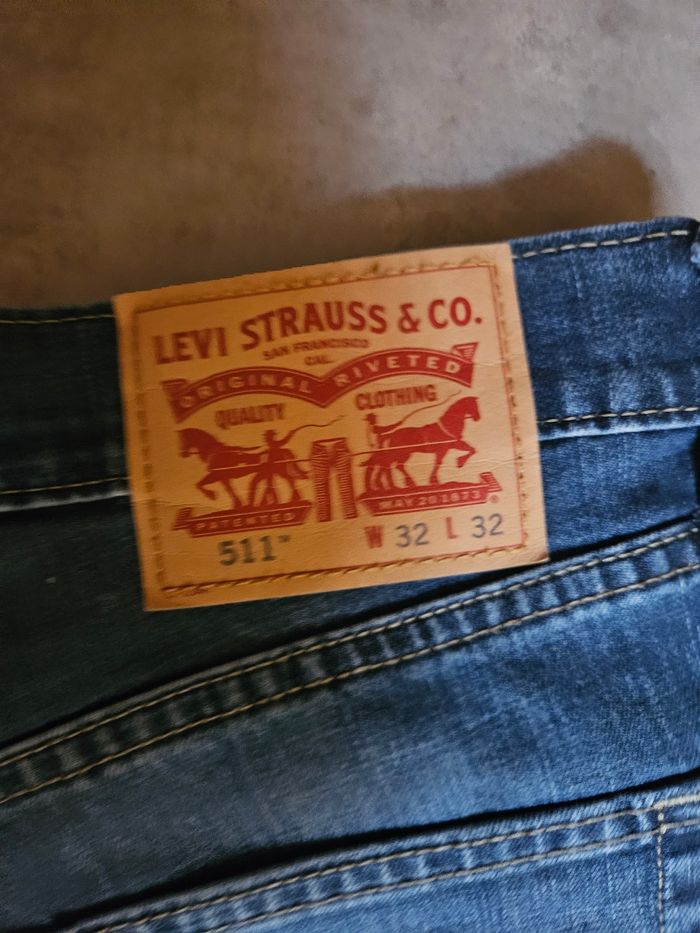 LEVI STRAUSS & CO.
SAN FRANCISCO
CAL.
ORIGINAL RIVETED
QUALITY CLOTHING
PATENTED MAY 20 1873 ®
511™ W 32 L 32